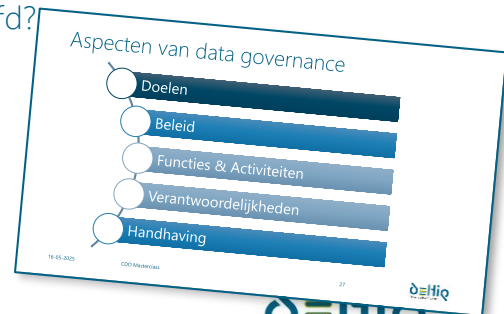 fd?
Aspecten van data governance
Doelen
Beleid
Functies & Activiteiten
Verantwoordelijkheden
Handhaving
16-05-2025
CDO Masterclass
27